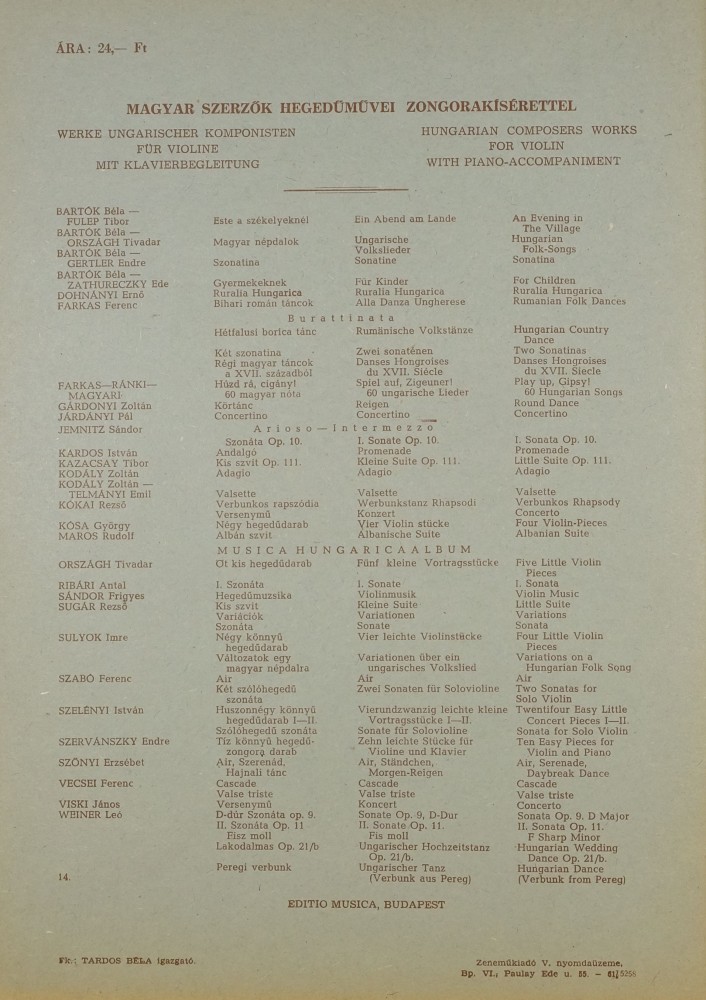 ÁRA: 24,— Ft
MAGYAR SZERZŐK HEGEDŰMŰVEI ZONGORAKÍSÉRETTEL
WERKE UNGARISCHER KOMPONISTEN HUNGARIAN COMPOSERS WORKS
FÜR VIOLINE FOR VIOLIN
MIT KLAVIERBEGLEITUNG WITH PIANO-ACCOMPANIMENT
BARTÓK Béla —
FÜLEP Tibor Este a székelyeknél Ein Abend am Lande An Evening in
The Village
BARTÓK Béla —
ORSZÁGH Tivadar Magyar népdalok Ungarische Hungarian
Volkslieder Folk-Songs
BARTÓK Béla —
GERTLER Endre Szonatina Sonatine Sonatina
BARTÓK Béla —
ZATHURECZKY Ede Gyermekeknek Für Kinder For Children
DOHNÁNYI Ernő Ruralia Hungarica Ruralia Hungarica Ruralia Hungarica
FARKAS Ferenc Bihari román táncok Alla Danza Ungherese Rumanian Folk Dances
Burattinata
Hétfalusi borica tánc Rumänische Volkstänze Hungarian Country
Dance
Két szonatina Zwei sonaténen Two Sonatinas
Régi magyar táncok Danses Hongroises Danses Hongroises
a XVII. századból du XVII. Siécle du XVII. Siècle
FARKAS—RÁNKI— Húzd rá, cigány! Spiel auf, Zigeuner! Play up, Gipsy!
MAGYARI 60 magyar nóta 60 ungarische Lieder 60 Hungarian Songs
GÁRDONYI Zoltán Körtánc Reigen Round Dance
JÁRDÁNYI Pál Concertino Concertino Concertino
JEMNITZ Sándor Arioso—Intermezzo
Szonáta Op. 10. I. Sonate Op. 10. I. Sonata Op. 10.
KARDOS István Andalgó Promenade Promenade
KAZACSAY Tibor Kis szvit Op. 111. Kleine Suite Op. 111. Little Suite Op. 111.
KODÁLY Zoltán Adagio Adagio Adagio
KODÁLY Zoltán —
TELMÁNYI Emil Valsette Valsette Valsette
KÓKAI Rezső Verbunkos rapszódia Werbunkstanz Rhapsodi Verbunkos Rhapsody
Versenymű Konzert Concerto
KÓSA György Négy hegedűdarab Vier Violin stücke Four Violin-Pieces
MAROS Rudolf Albán szvit Albanische Suite Albanian Suite
MUSICA HUNGARICA ALBUM
ORSZÁGH Tivadar Öt kis hegedűdarab Fünf kleine Vortragsstücke Five Little Violin
Pieces
RIBÁRI Antal I. Szonáta I. Sonate I. Sonata
SÁNDOR Frigyes Hegedűmuzsika Violinmusik Violin Music
SUGÁR Rezső Kis szvit Kleine Suite Little Suite
Variációk Variationen Variations
Szonáta Sonate Sonata
SULYOK Imre Négy könnyű Vier leichte Violinstücke Four Little Violin
hegedűdarab Pieces
Változatok egy Variationen über ein Variations on a
magyar népdalra ungarisches Volkslied Hungarian Folk Song
SZABÓ Ferenc Air Air Air
Két szólóhegedű Zwei Sonaten für Solovioline Two Sonatas for
szonáta Solo Violin
SZELÉNYI István Husznonnégy könnyű Vierundzwanzig leichte kleine Twentifour Easy Little
hegedűdarab I—II. Vortragsstücke I—II. Concert Pieces I—II.
Szólóhegedű szonáta Sonate für Solovioline Sonata for Solo Violin
SZERVÁNSZKY Endre Tíz könnyű hegedű- Zehn leichte Stücke für Ten Easy Pieces for
zongora darab Violine und Klavier Violin and Piano
SZŐNYI Erzsébet Air, Szerenád, Air, Ständchen, Air, Serenade,
Hajnali tánc Morgen-Reigen Daybreak Dance
VECSEI Ferenc Cascade Cascade Cascade
Valse triste Valse triste Valse triste
VISKI János Versenymű Koncert Concerto
WEINER Leó D-dúr Szonáta op. 9. Sonate Op. 9, D-Dur Sonata Op. 9. D Major
II. Szonáta Op. 11 II. Sonate Op. 11. II. Sonata Op. 11.
Fisz moll Fis moll F Sharp Minor
Lakodalmas Op. 21/b Ungarischer Hochzeitstanz Hungarian Wedding
Op. 21/b. Dance Op. 21/b.
Peregi verbunk Ungarischer Tanz Hungarian Dance
14. (Verbunk aus Pereg) (Verbunk from Pereg)
EDITIO MUSICA, BUDAPEST
Fk.: TARDOS BÉLA igazgató. Zeneműkiadó V. nyomdaüzeme,
Bp. VI., Paulay Ede u. 55. – 61/5256